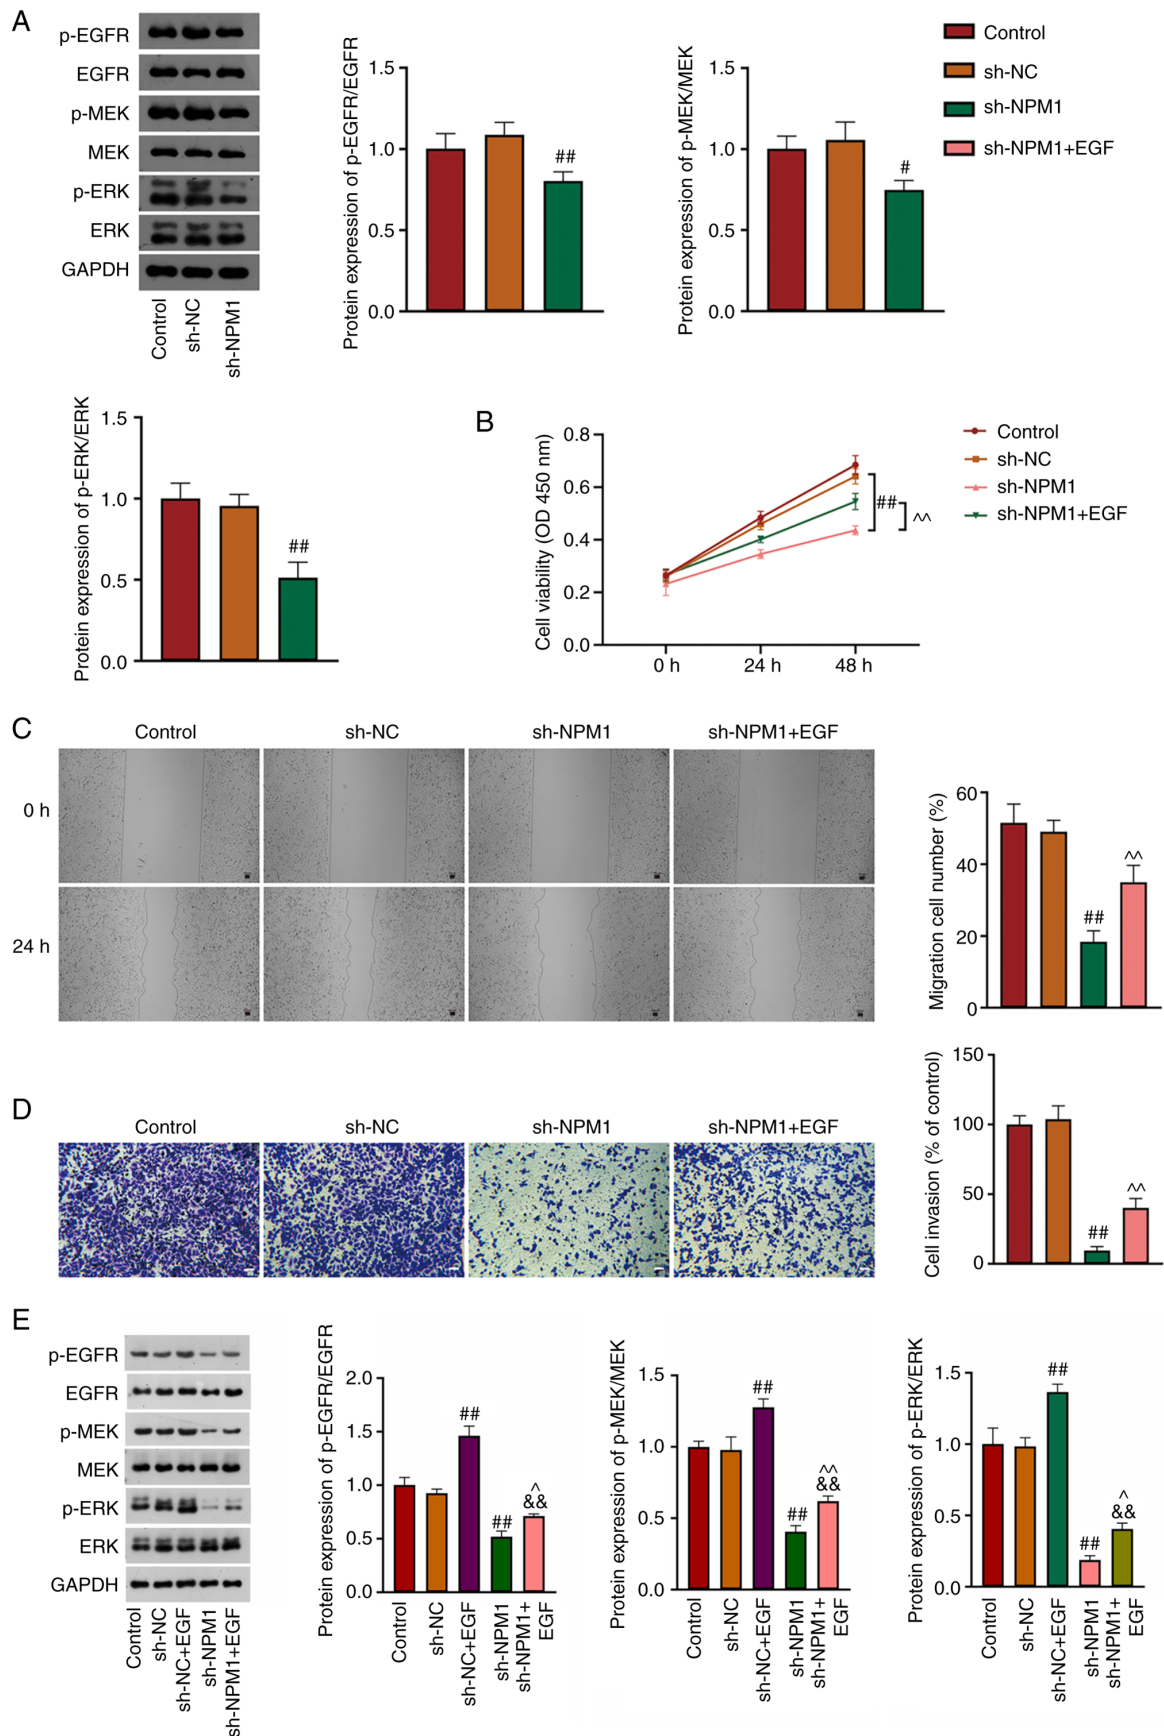 A
p-EGFR
EGFR
p-MEK
MEK
p-ERK
ERK
GAPDH
Control
sh-NC
sh-NPM1
Protein expression of p-EGFR/EGFR
1.5
1.0
0.5
0.0
##
Protein expression of p-MEK/MEK
1.5
1.0
0.5
0.0
#
Control
sh-NC
sh-NPM1
sh-NPM1+EGF
Protein expression of p-ERK/ERK
1.5
1.0
0.5
0.0
##
B
Cell viability (OD 450 nm)
0.8
0.6
0.4
0.2
0.0
0 h
24 h
48 h
##
^^
Control
sh-NC
sh-NPM1
sh-NPM1+EGF
C
Control
sh-NC
sh-NPM1
sh-NPM1+EGF
0 h
24 h
Migration cell number (%)
60
40
20
0
##
^^
D
Control
sh-NC
sh-NPM1
sh-NPM1+EGF
Cell invasion (% of control)
150
100
50
0
##
^^
E
p-EGFR
EGFR
p-MEK
MEK
p-ERK
ERK
GAPDH
Control
sh-NC
sh-NC+EGF
sh-NPM1
sh-NPM1+EGF
Protein expression of p-EGFR/EGFR
2.0
1.5
1.0
0.5
0.0
##
##
^
&&
Control
sh-NC
sh-NC+EGF
sh-NPM1
sh-NPM1+
EGF
Protein expression of p-MEK/MEK
1.5
1.0
0.5
0.0
##
##
^^
&&
Control
sh-NC
sh-NC+EGF
sh-NPM1
sh-NPM1+
EGF
Protein expression of p-ERK/ERK
1.5
1.0
0.5
0.0
##
##
^
&&
Control
sh-NC
sh-NC+EGF
sh-NPM1
sh-NPM1+
EGF